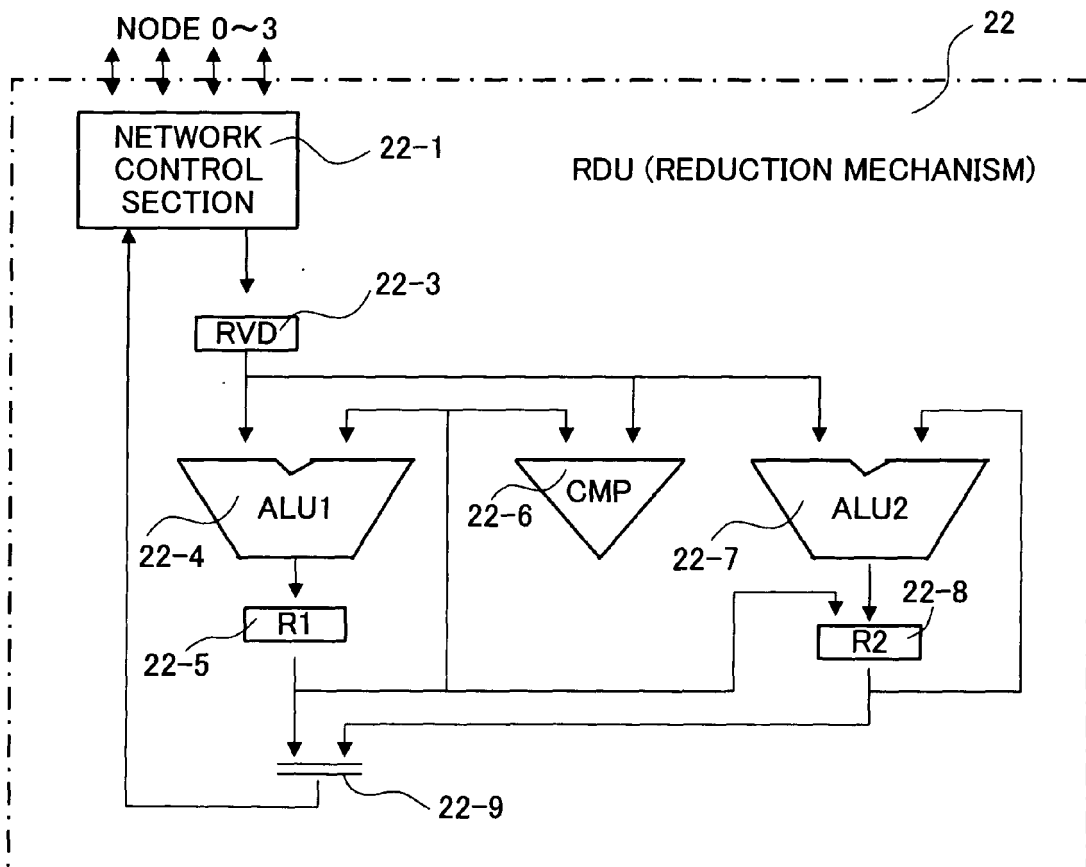 NODE 0～3
22
NETWORK
CONTROL
SECTION
22-1
RDU (REDUCTION MECHANISM)
22-3
RVD
ALU1
CMP
ALU2
22-4
22-6
22-7
R1
22-5
22-8
R2
22-9